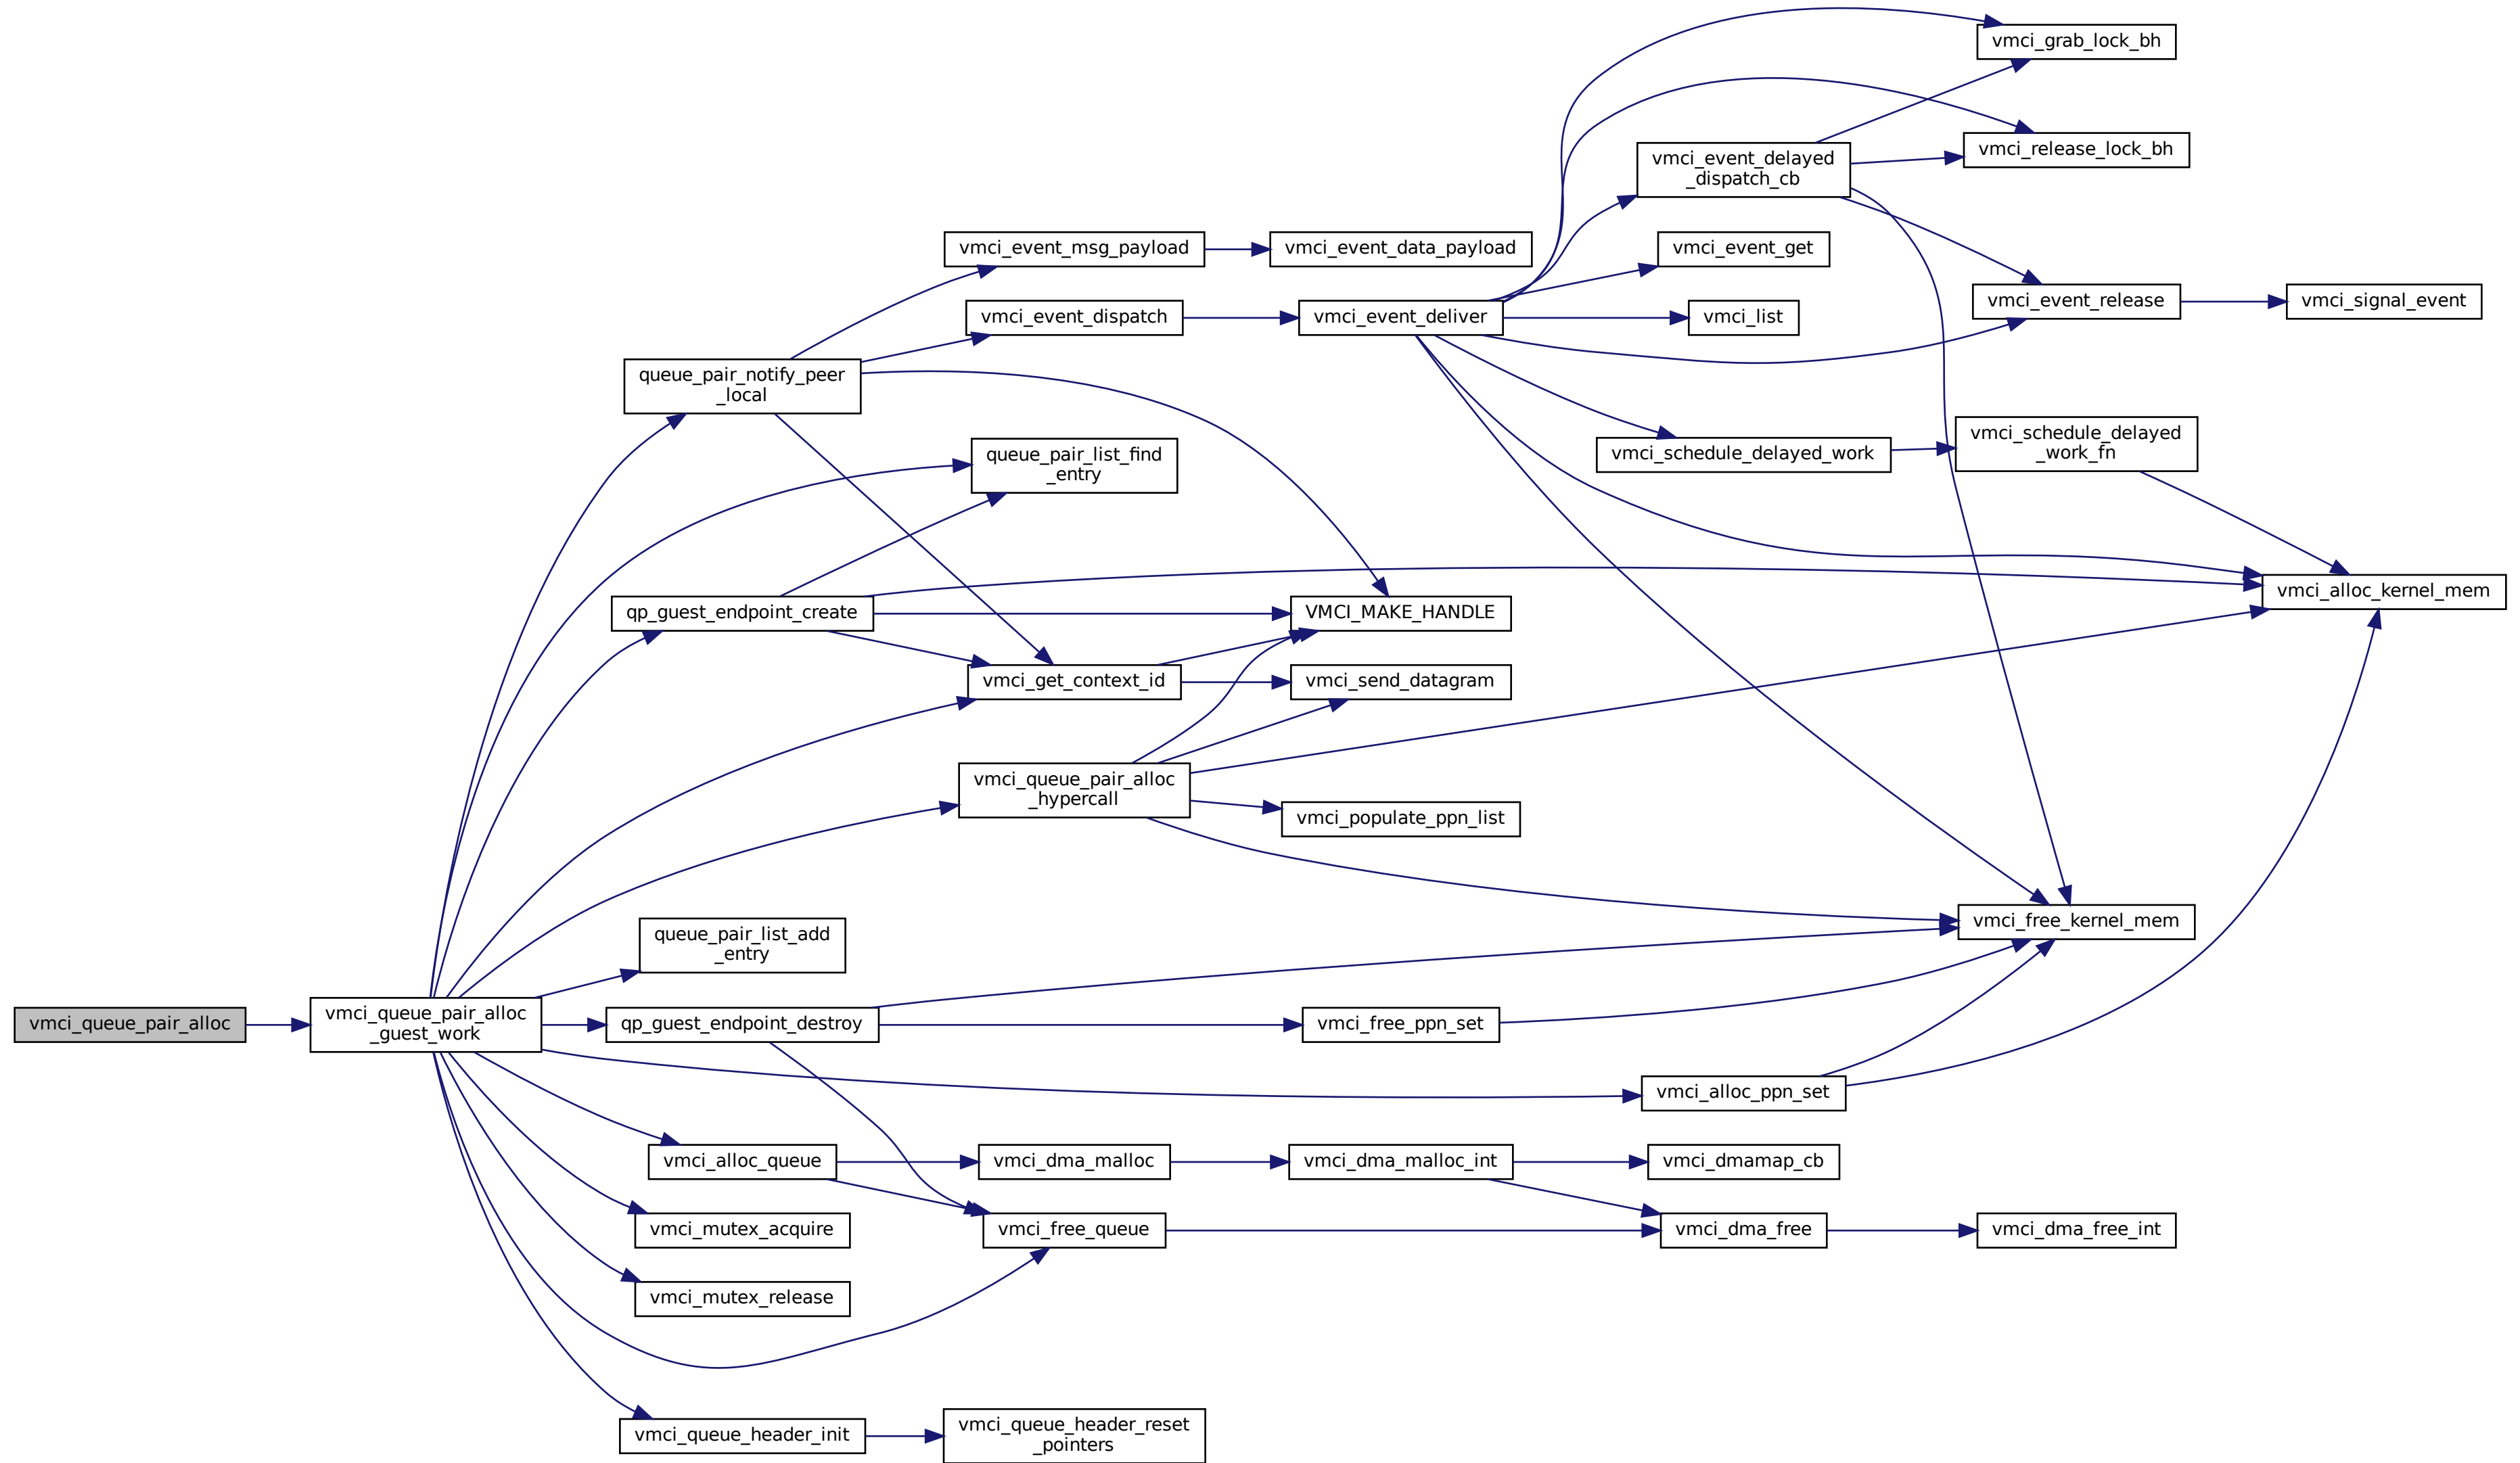 vmci_grab_lock_bh
vmci_release_lock_bh
vmci_event_delayed
_dispatch_cb
vmci_event_msg_payload
vmci_event_data_payload
vmci_event_get
vmci_event_dispatch
vmci_event_deliver
vmci_list
vmci_event_release
vmci_signal_event
queue_pair_notify_peer
_local
queue_pair_list_find
_entry
vmci_schedule_delayed_work
vmci_schedule_delayed
_work_fn
vmci_alloc_kernel_mem
qp_guest_endpoint_create
VMCI_MAKE_HANDLE
vmci_get_context_id
vmci_send_datagram
vmci_queue_pair_alloc
_hypercall
vmci_populate_ppn_list
vmci_free_kernel_mem
queue_pair_list_add
_entry
vmci_queue_pair_alloc
vmci_queue_pair_alloc
_guest_work
qp_guest_endpoint_destroy
vmci_free_ppn_set
vmci_alloc_ppn_set
vmci_alloc_queue
vmci_dma_malloc
vmci_dma_malloc_int
vmci_dmamap_cb
vmci_mutex_acquire
vmci_free_queue
vmci_dma_free
vmci_dma_free_int
vmci_mutex_release
vmci_queue_header_init
vmci_queue_header_reset
_pointers